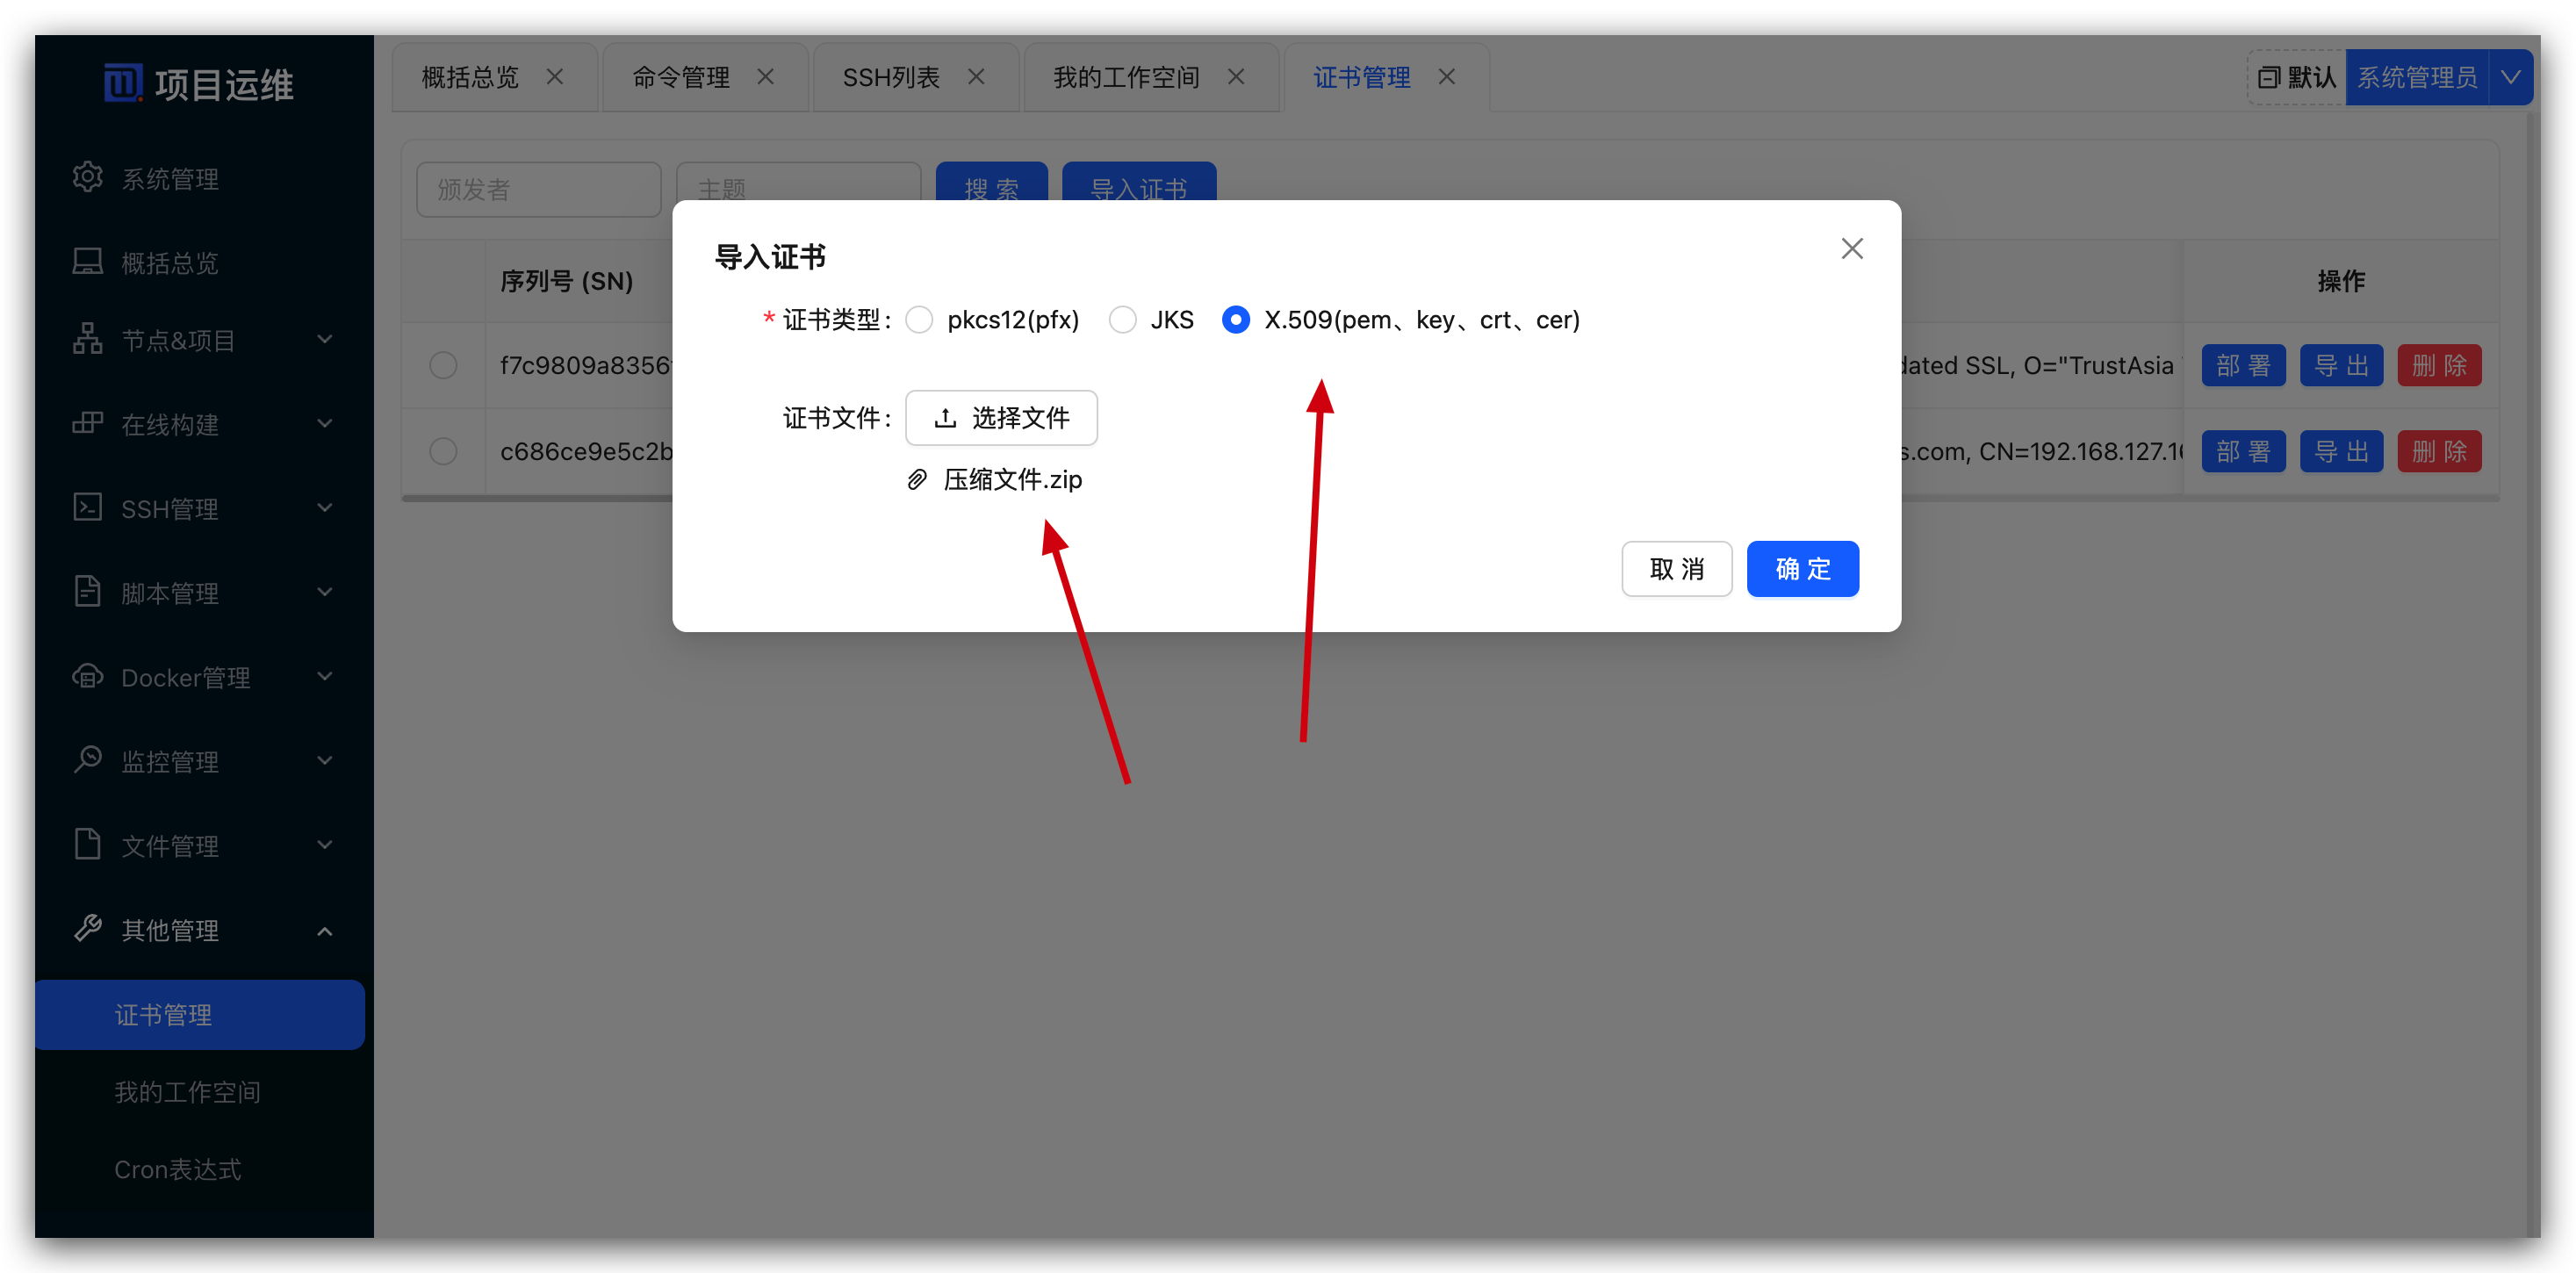 项目运维
概括总览
命令管理
SSH列表
我的工作空间
证书管理
默认
系统管理员
系统管理
概括总览
节点&项目
在线构建
SSH管理
脚本管理
Docker管理
监控管理
文件管理
其他管理
证书管理
我的工作空间
Cron表达式
颁发者
主题
搜 索
导入证书
序列号 (SN)
操作
f7c9809a8356
dated SSL, O="TrustAsia
部 署
导 出
删 除
c686ce9e5c2b
s.com, CN=192.168.127.1
部 署
导 出
删 除
导入证书
* 证书类型:
pkcs12(pfx)
JKS
X.509(pem、key、crt、cer)
证书文件:
选择文件
压缩文件.zip
取 消
确 定